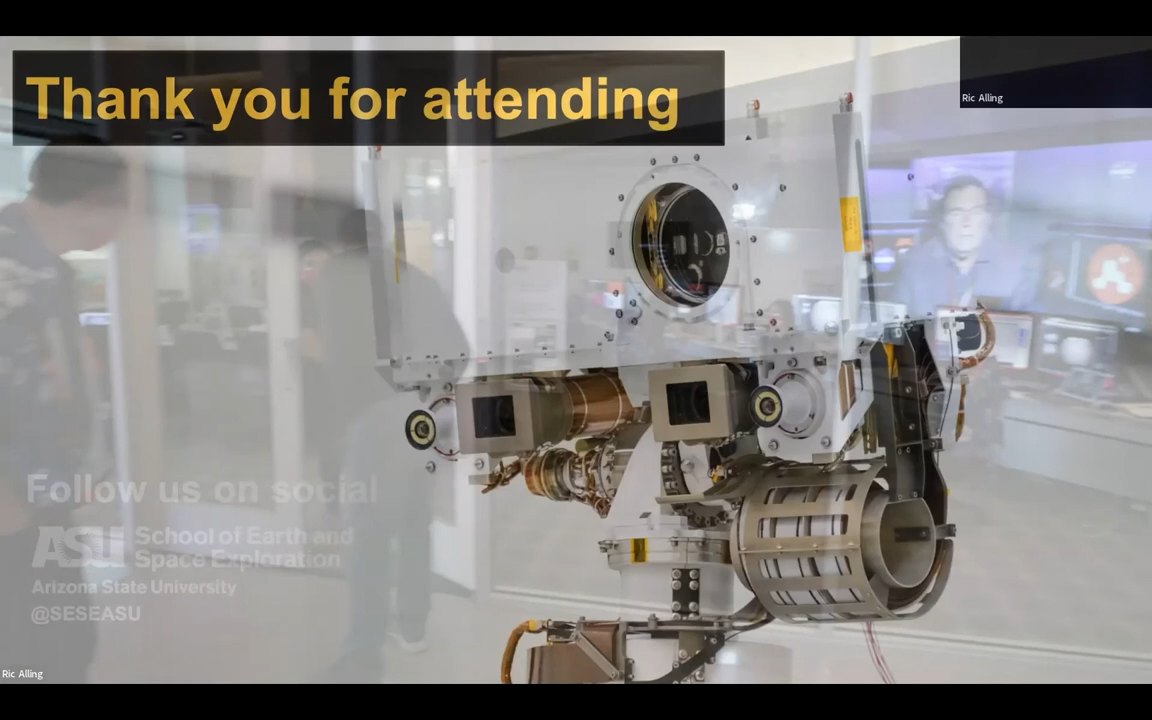 Thank you for attending
Ric Alling
Follow us on social
ASU School of Earth and
Space Exploration
Arizona State University
@SESEASU
Ric Alling